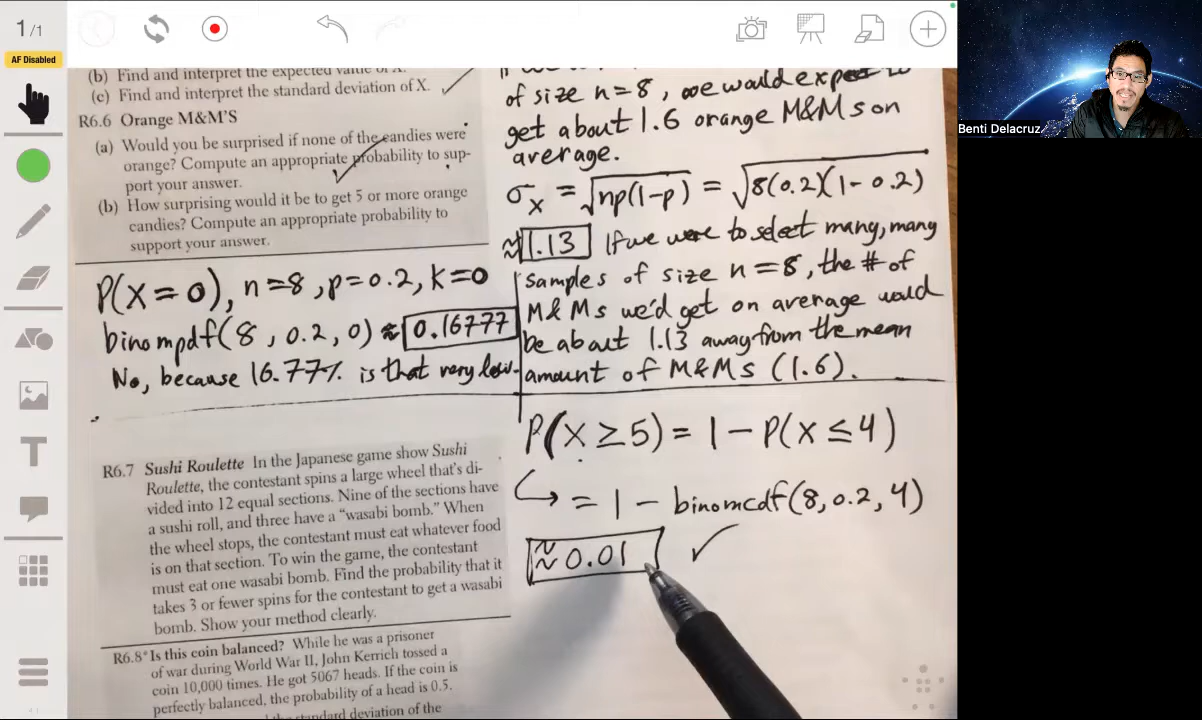 1/1
AF Disabled
Benti Delacruz
(b) Find and interpret the expected value of X.
(c) Find and interpret the standard deviation of X.
R6.6 Orange M&M'S
(a) Would you be surprised if none of the candies were
orange? Compute an appropriate probability to sup-
port your answer.
(b) How surprising would it be to get 5 or more orange
candies? Compute an appropriate probability to
support your answer.
of size n=8, we would expect to
get about 1.6 orange M&Ms on
average.
σx = √np(1-p) = √8(0.2)(1-0.2)
≈ 1.13 If we were to select many, many
samples of size n=8, the # of
M&Ms we'd get on average would
be about 1.13 away from the mean
amount of M&Ms (1.6).
P(X=0), n=8, p=0.2, k=0
binompdf(8, 0.2, 0) ≈ 0.16777
No, because 16.77% is that very low.
P(X≥5) = 1 - P(X≤4)
= 1 - binomcdf(8, 0.2, 4)
≈ 0.01
R6.7 Sushi Roulette In the Japanese game show Sushi
Roulette, the contestant spins a large wheel that's di-
vided into 12 equal sections. Nine of the sections have
a sushi roll, and three have a "wasabi bomb." When
the wheel stops, the contestant must eat whatever food
is on that section. To win the game, the contestant
must eat one wasabi bomb. Find the probability that it
takes 3 or fewer spins for the contestant to get a wasabi
bomb. Show your method clearly.
R6.8* Is this coin balanced? While he was a prisoner
of war during World War II, John Kerrich tossed a
coin 10,000 times. He got 5067 heads. If the coin is
perfectly balanced, the probability of a head is 0.5.
standard deviation of the